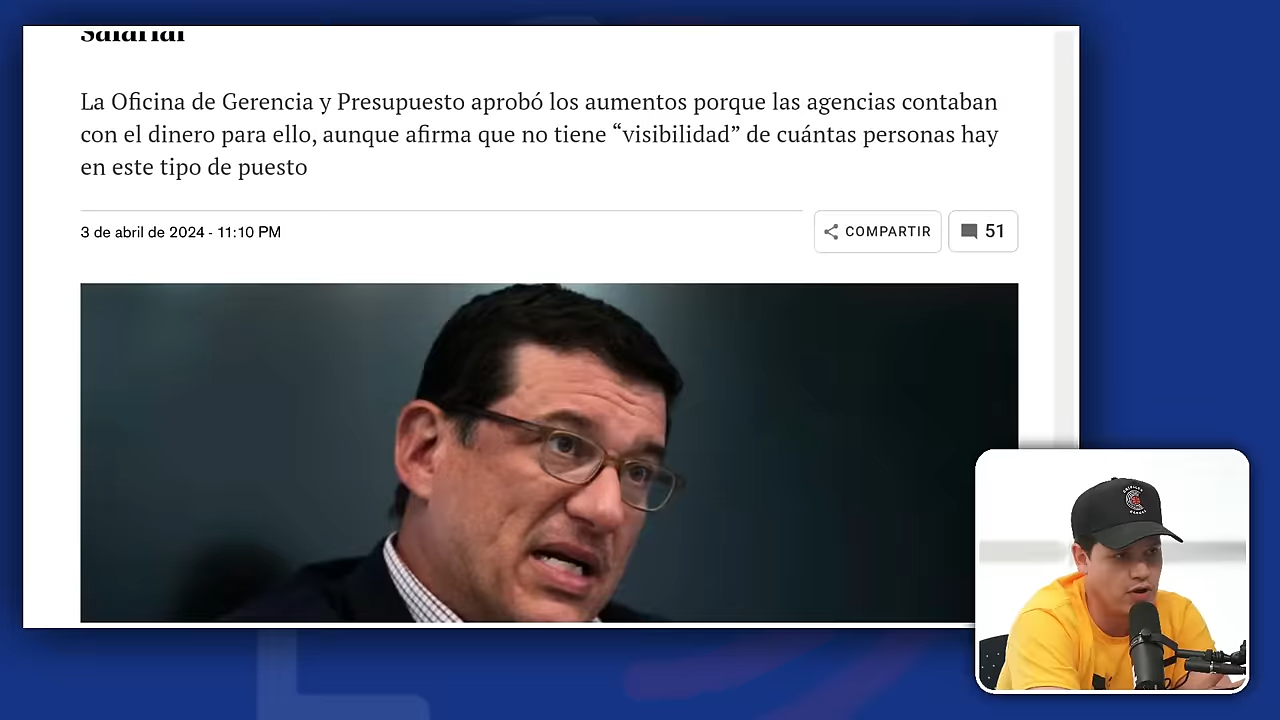 salarial
La Oficina de Gerencia y Presupuesto aprobó los aumentos porque las agencias contaban
con el dinero para ello, aunque afirma que no tiene “visibilidad” de cuántas personas hay
en este tipo de puesto
3 de abril de 2024 - 11:10 PM
COMPARTIR
51